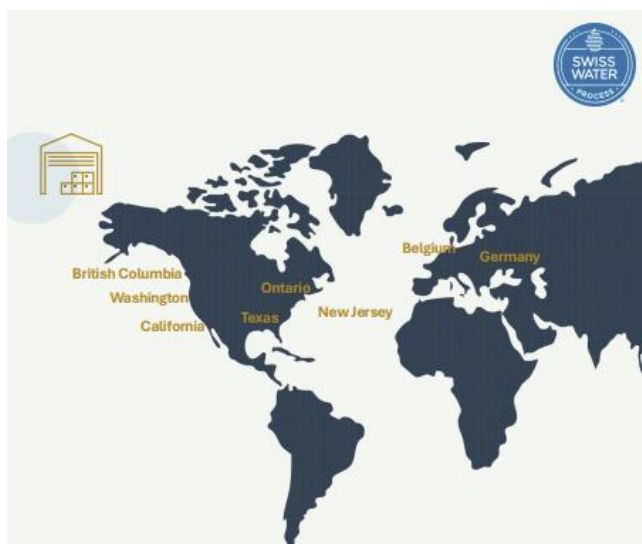 SWISS
WATER
PROCESS
Belgium
Germany
British Columbia
Ontario
Washington
New Jersey
Texas
California